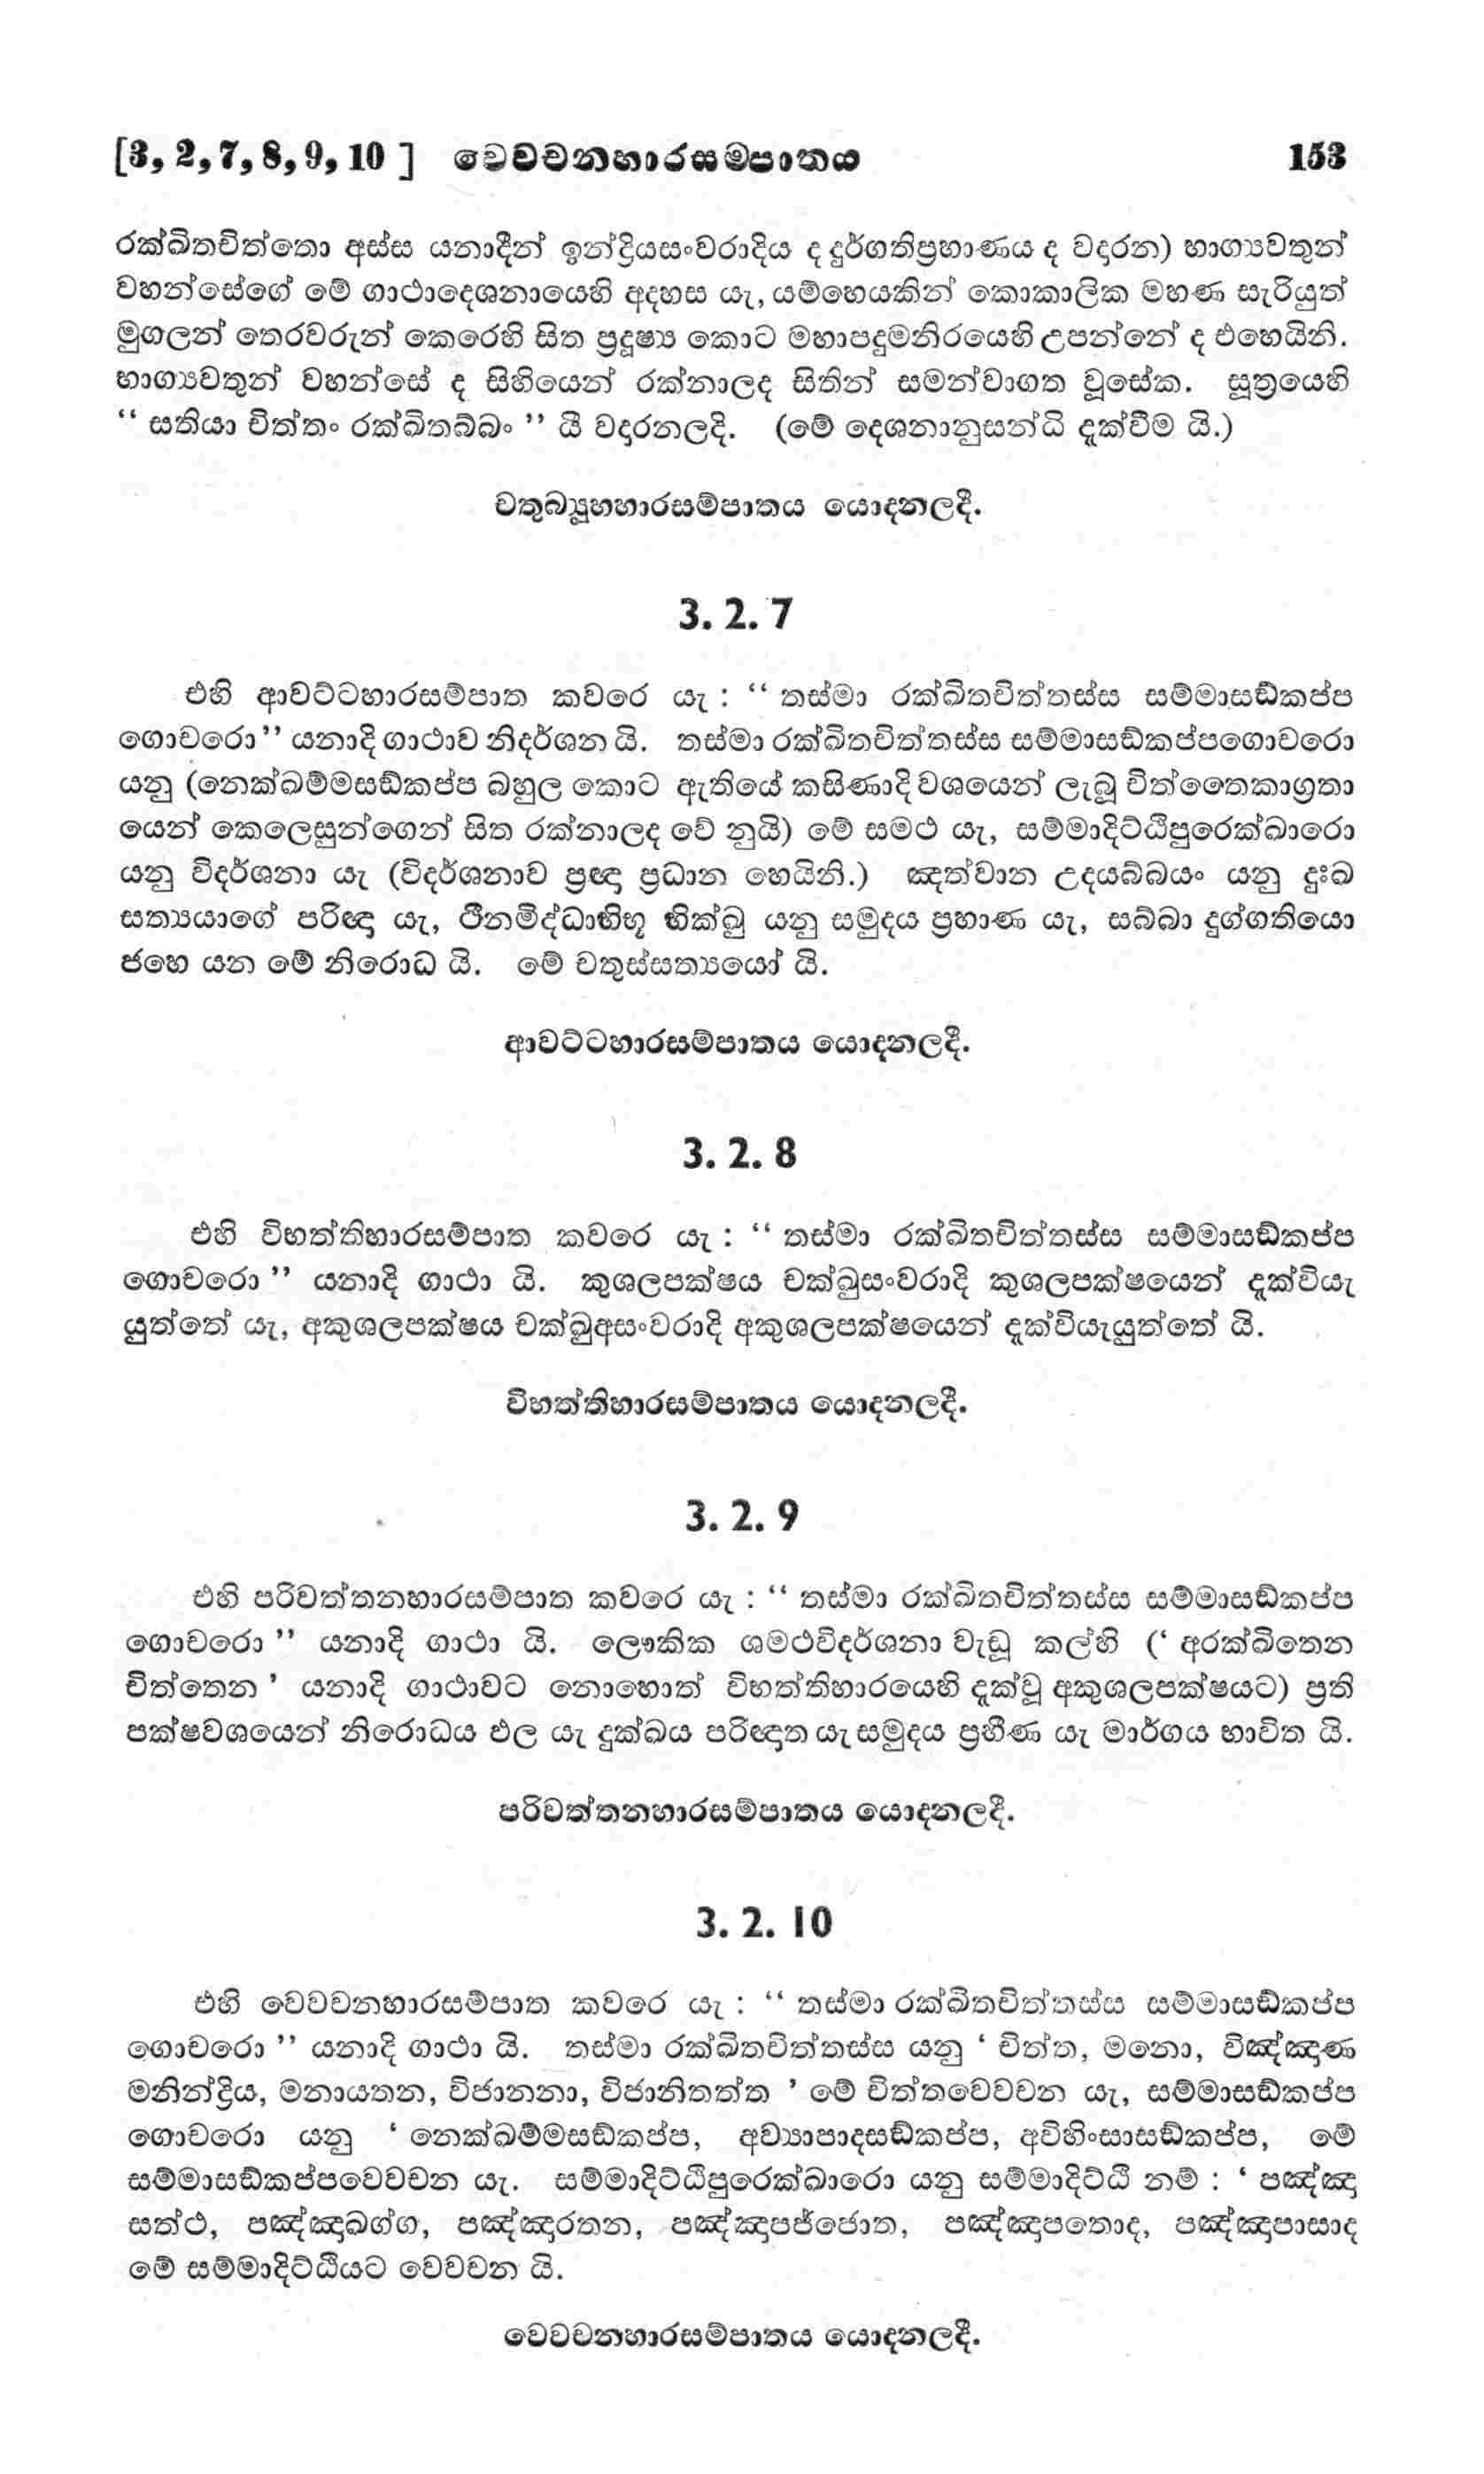 [3, 2, 7, 8, 9, 10 ] වෙවචනහාරසමපාතය 153
රක්ඛිතචිත්තො අස්ස යනාදීන් ඉන්ද්‍රියසංවරාදිය ද දුර්ගතිප්‍රහාණය ද වදරන) භාග්‍යවතුන්
වහන්සේගේ මේ ගාථාදෙශනායෙහි අදහස යැ, යම්හෙයකින් කොකාලික මහණ සැරියුත්
මුගලන් තෙරවරුන් කෙරෙහි සිත ප්‍රදූෂ්‍ය කොට මහාපදුමනිරයෙහි උපන්නේ ද එහෙයිනි.
භාග්‍යවතුන් වහන්සේ ද සිහියෙන් රක්නාලද සිතින් සමන්වාගත වූසේක. සූත්‍රයෙහි
“ සතියා චිත්තං රක්ඛිතබ්බං ” යී වදාරනලදි. (මේ දෙශනානුසන්ධි දැක්වීම යි.)
චතුබ්‍යූහහාරසම්පාතය යොදනලදී.
3. 2. 7
එහි ආවට්ටහාරසම්පාත කවරෙ යැ : “ තස්මා රක්ඛිතචිත්තස්ස සම්මාසඞ්කප්ප
ගොචරො” යනාදි ගාථාව නිදර්ශන යි. තස්මා රක්ඛිතචිත්තස්ස සම්මාසඞ්කප්පගොචරො
යනු (නෙක්ඛම්මසඞ්කප්ප බහුල කොට ඇතියේ කසිණාදි වශයෙන් ලැබූ චිත්තෛකාග්‍රතා
යෙන් කෙලෙසුන්ගෙන් සිත රක්නාලද වේ නුයි) මේ සමථ යැ, සම්මාදිට්ඨිපුරෙක්ඛාරො
යනු විදර්ශනා යැ (විදර්ශනාව ප්‍රඥා ප්‍රධාන හෙයිනි.) ඤත්වාන උදයබ්බයං යනු දුඃඛ
සත්‍යයාගේ පරිඥා යැ, ථීනමිද්ධාභිභූ භික්ඛු යනු සමුදය ප්‍රහාණ යැ, සබ්බා දුග්ගතියො
ජහෙ යන මේ නිරොධ යි. මේ චතුස්සත්‍යයෝ යි.
ආවට්ටහාරසම්පාතය යොදනලදී.
3. 2. 8
එහි විභත්තිහාරසම්පාත කවරෙ යැ : “ තස්මා රක්ඛිතචිත්තස්ස සම්මාසඞ්කප්ප
ගොචරො ” යනාදි ගාථා යි. කුශලපක්ෂය චක්ඛුසංවරාදි කුශලපක්ෂයෙන් දැක්වියැ
යුත්තේ යැ, අකුශලපක්ෂය චක්ඛුඅසංවරාදි අකුශලපක්ෂයෙන් දැක්වියැයුත්තේ යි.
විභත්තිහාරසම්පාතය යොදනලදී.
3. 2. 9
එහි පරිවත්තනහාරසම්පාත කවරෙ යැ : “ තස්මා රක්ඛිතචිත්තස්ස සම්මාසඞ්කප්ප
ගොචරො ” යනාදි ගාථා යි. ලෞකික ශමථවිදර්ශනා වැඩූ කල්හි (‘ අරක්ඛිතෙන
චිත්තෙන ’ යනාදි ගාථාවට නොහොත් විභත්තිහාරයෙහි දැක්වූ අකුශලපක්ෂයට) ප්‍රති
පක්ෂවශයෙන් නිරොධය ඵල යැ දුක්ඛය පරිඥාත යැ සමුදය ප්‍රහීණ යැ මාර්ගය භාවිත යි.
පරිවත්තනහාරසම්පාතය යොදනලදී.
3. 2. 10
එහි වෙවචනහාරසම්පාත කවරෙ යැ : “ තස්මා රක්ඛිතචිත්තස්ස සම්මාසඞ්කප්ප
ගොචරො ” යනාදි ගාථා යි. තස්මා රක්ඛිතචිත්තස්ස යනු ‘ චිත්ත, මනො, විඤ්ඤාණ
මනින්ද්‍රිය, මනායතන, විජානනා, විජානිතත්ත ’ මේ චිත්තවෙවචන යැ, සම්මාසඞ්කප්ප
ගොචරො යනු ‘ නෙක්ඛම්මසඞ්කප්ප, අව්‍යාපාදසඞ්කප්ප, අවිහිංසාසඞ්කප්ප, මේ
සම්මාසඞ්කප්පවෙවචන යැ. සම්මාදිට්ඨිපුරෙක්ඛාරො යනු සම්මාදිට්ඨි නම් : ‘ පඤ්ඤා
සත්ථ, පඤ්ඤාඛග්ග, පඤ්ඤාරතන, පඤ්ඤාපජ්ජොත, පඤ්ඤාපතොද, පඤ්ඤාපාසාද
මේ සම්මාදිට්ඨියට වෙවචන යි.
වෙවචනහාරසම්පාතය යොදනලදී.